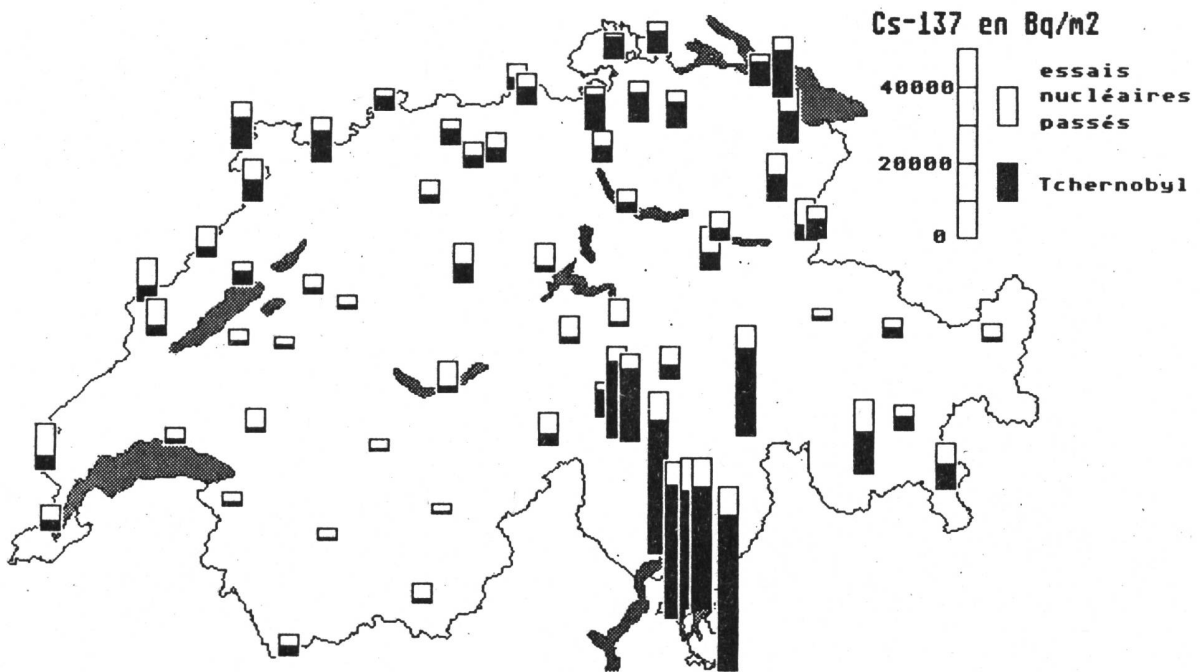 Cs-137 en Bq/m2
40000
20000
0
essais
nucléaires
passés
Tchernobyl